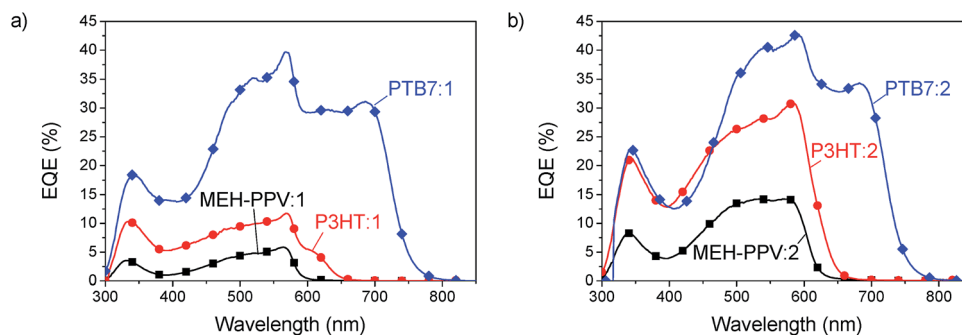 a)
45
40
35
30
25
20
15
10
5
0
EQE (%)
PTB7:1
MEH-PPV:1
P3HT:1
300 400 500 600 700 800
Wavelength (nm)
b)
45
40
35
30
25
20
15
10
5
0
EQE (%)
PTB7:2
P3HT:2
MEH-PPV:2
300 400 500 600 700 800
Wavelength (nm)